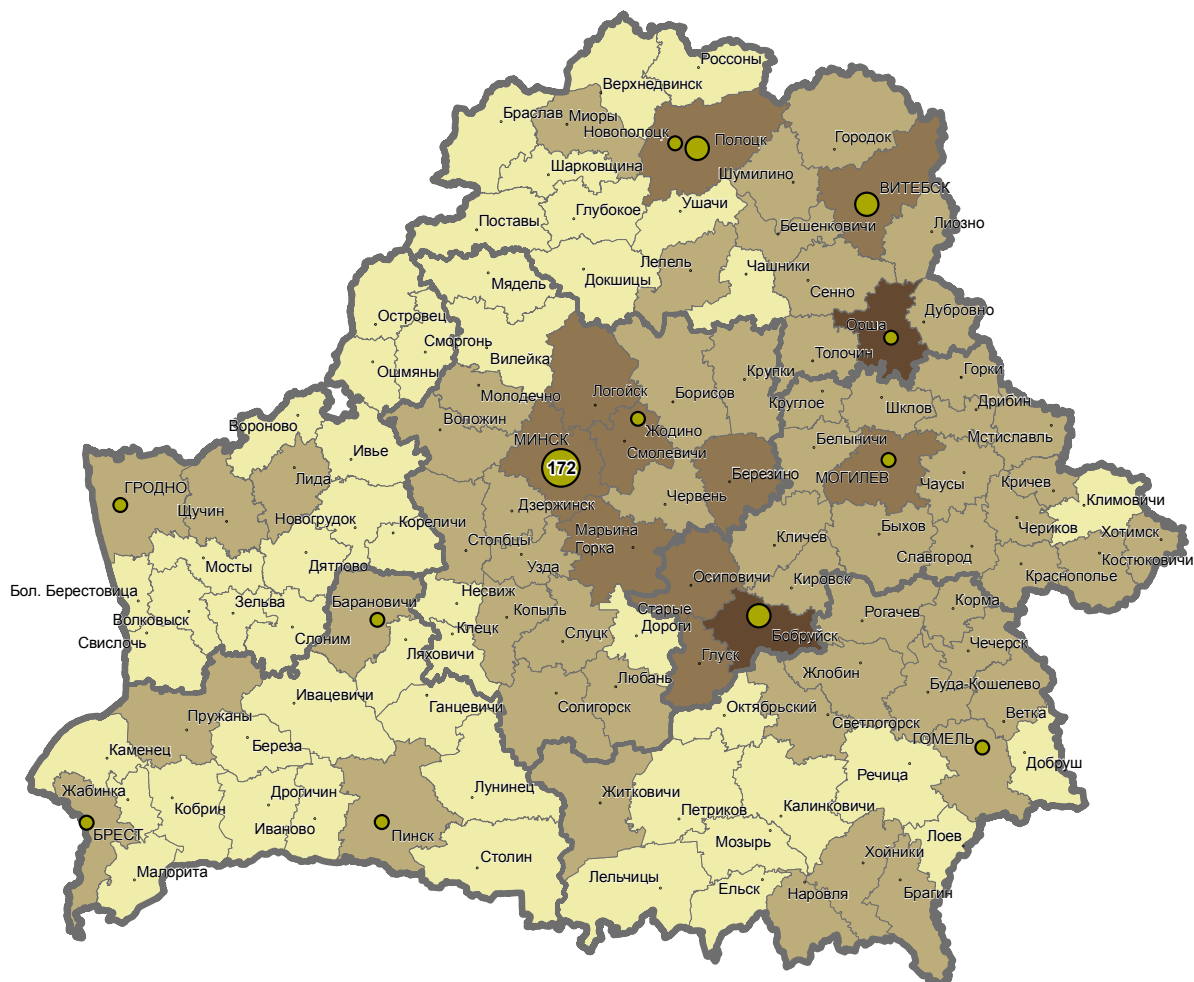 Россоны
Верхнедвинск
Браслав
Миоры
Новополоцк
Полоцк
Городок
Шарковщина
Шумилино
ВИТЕБСК
Глубокое
Ушачи
Поставы
Бешенковичи
Лиозно
Лепель
Чашники
Докшицы
Мядель
Сенно
Дубровно
Островец
Орша
Сморгонь
Толочин
Вилейка
Ошмяны
Горки
Крупки
Логойск
Борисов
Молодечно
Круглое
Шклов
Дрибин
Воложин
Вороново
Жодино
Мстиславль
МИНСК
Белыничи
Ивье
Смолевичи
172
Березино
МОГИЛЕВ
Лида
Чаусы
Кричев
ГРОДНО
Климовичи
Червень
Щучин
Дзержинск
Новогрудок
Кореличи
Марьина
Горка
Быхов
Чериков
Хотимск
Столбцы
Кличев
Славгород
Костюковичи
Мосты
Дятлово
Узда
Осиповичи
Кировск
Краснополье
Бол. Берестовица
Несвиж
Зельва
Барановичи
Корма
Копыль
Старые
Дороги
Рогачев
Волковыск
Клецк
Слуцк
Бобруйск
Слоним
Свислочь
Чечерск
Ляховичи
Глуск
Жлобин
Любань
Буда-Кошелево
Ивацевичи
Ганцевичи
Солигорск
Октябрьский
Ветка
Пружаны
Светлогорск
ГОМЕЛЬ
Береза
Каменец
Добруш
Речица
Жабинка
Дрогичин
Лунинец
Житковичи
Кобрин
Петриков
Калинковичи
Иваново
БРЕСТ
Пинск
Лоев
Мозырь
Хойники
Столин
Малорита
Лельчицы
Ельск
Наровля
Брагин